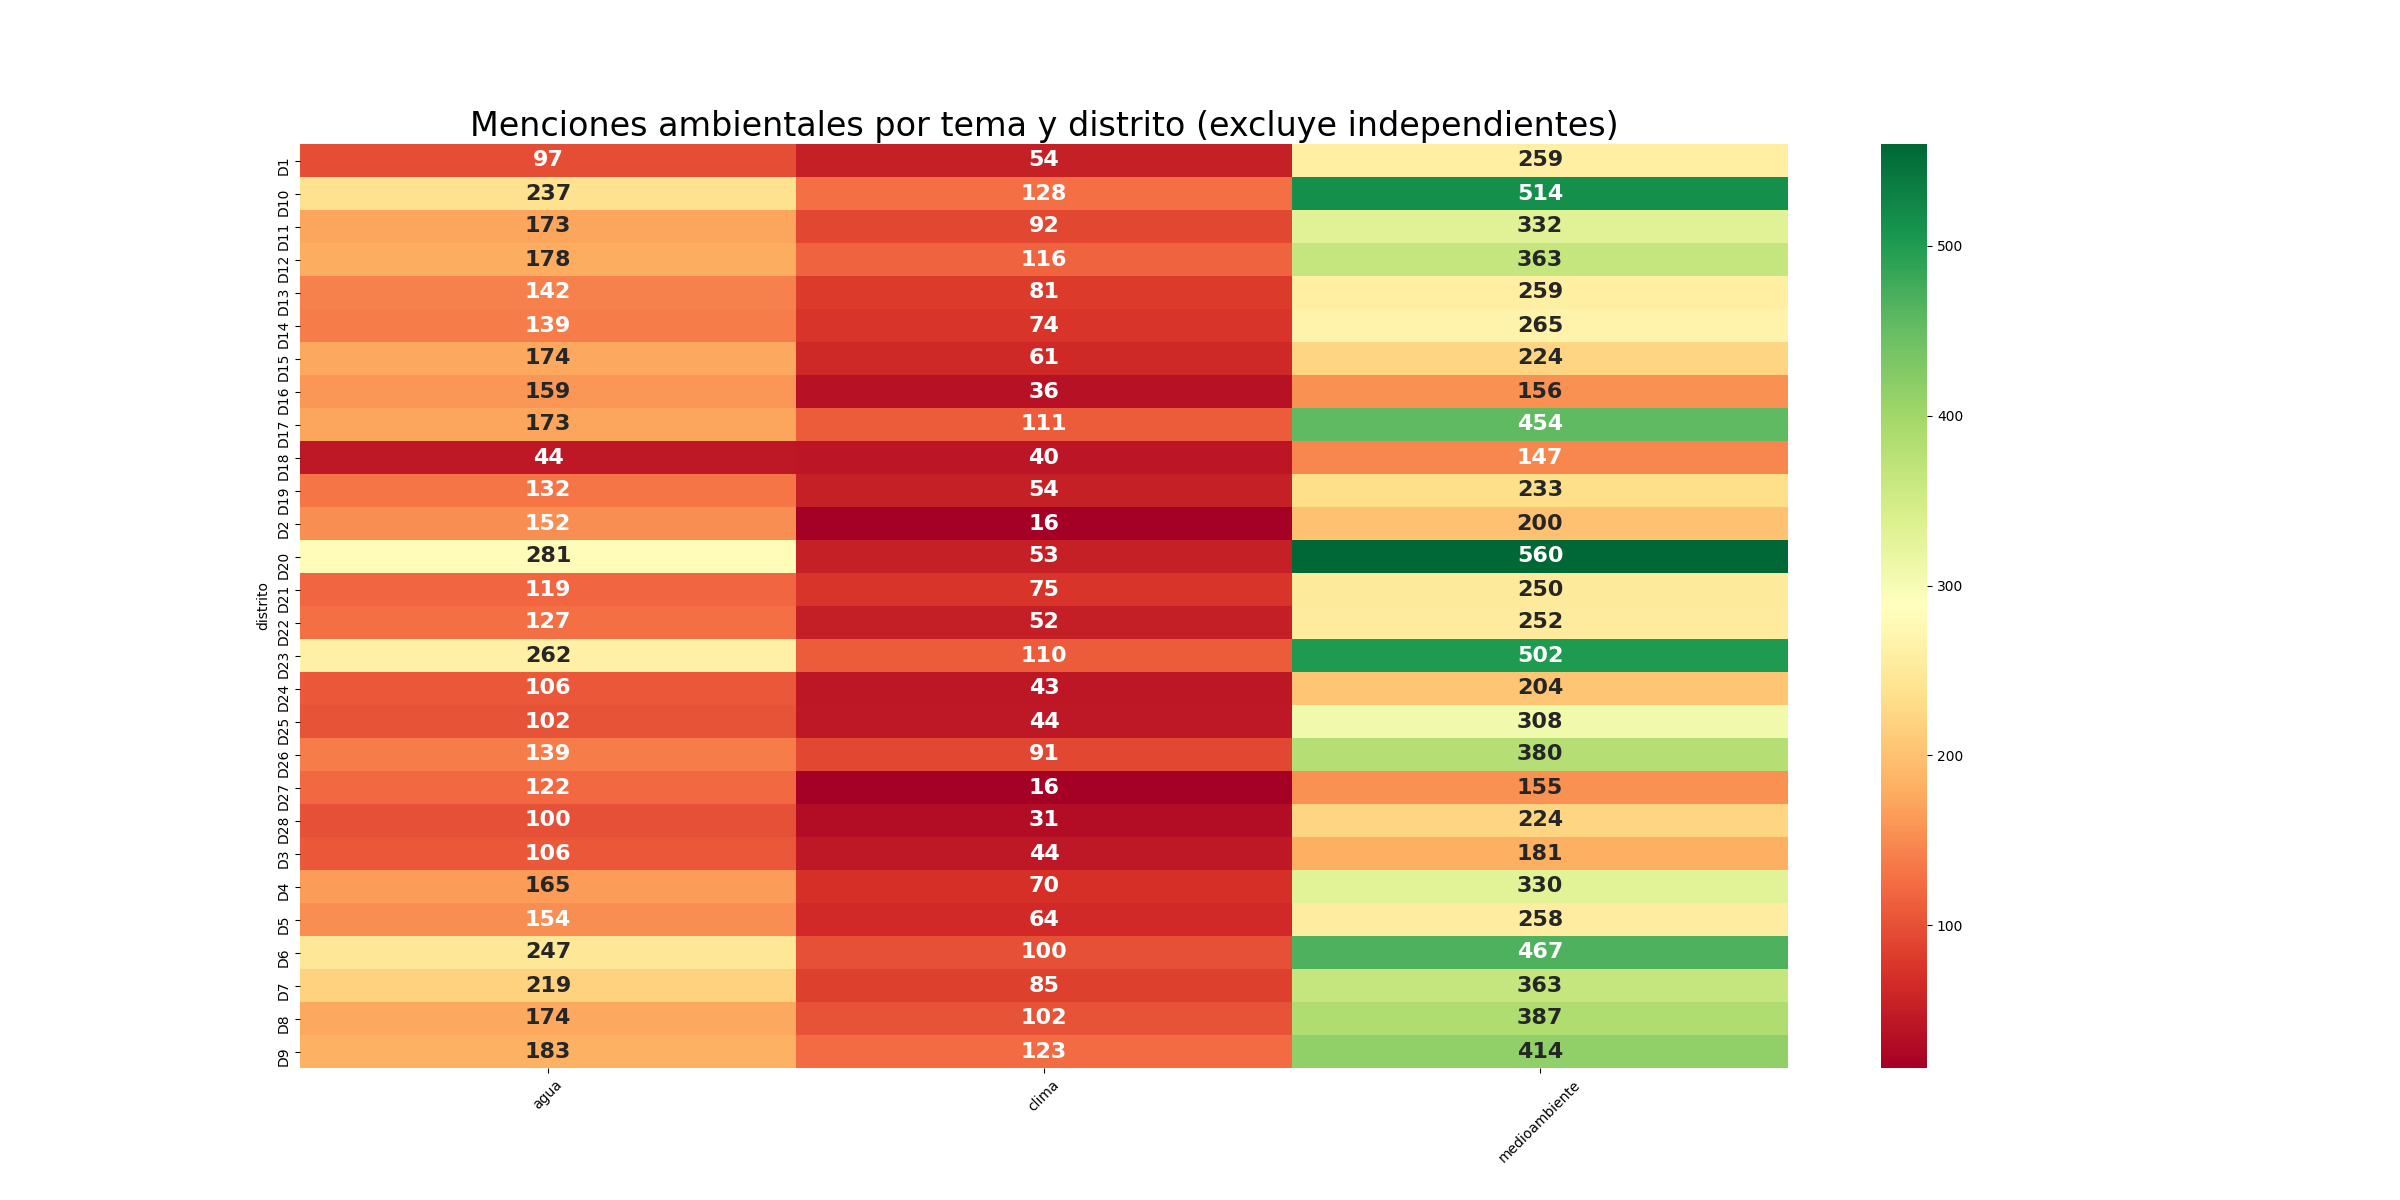 Menciones ambientales por tema y distrito (excluye independientes)
D1 97 54 259
D10 237 128 514
D11 173 92 332
D12 178 116 363
D13 142 81 259
D14 139 74 265
D15 174 61 224
D16 159 36 156
D17 173 111 454
D18 44 40 147
D19 132 54 233
D2 152 16 200
D20 281 53 560
D21 119 75 250
D22 127 52 252
D23 262 110 502
D24 106 43 204
D25 102 44 308
D26 139 91 380
D27 122 16 155
D28 100 31 224
D3 106 44 181
D4 165 70 330
D5 154 64 258
D6 247 100 467
D7 219 85 363
D8 174 102 387
D9 183 123 414
distrito
agua clima medioambiente
500
400
300
200
100